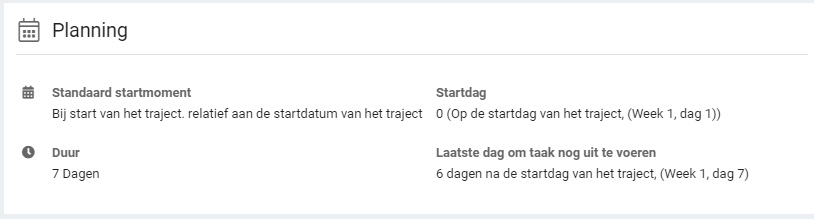 Planning
Standaard startmoment
Bij start van het traject. relatief aan de startdatum van het traject
Startdag
0 (Op de startdag van het traject, (Week 1, dag 1))
Duur
7 Dagen
Laatste dag om taak nog uit te voeren
6 dagen na de startdag van het traject, (Week 1, dag 7)